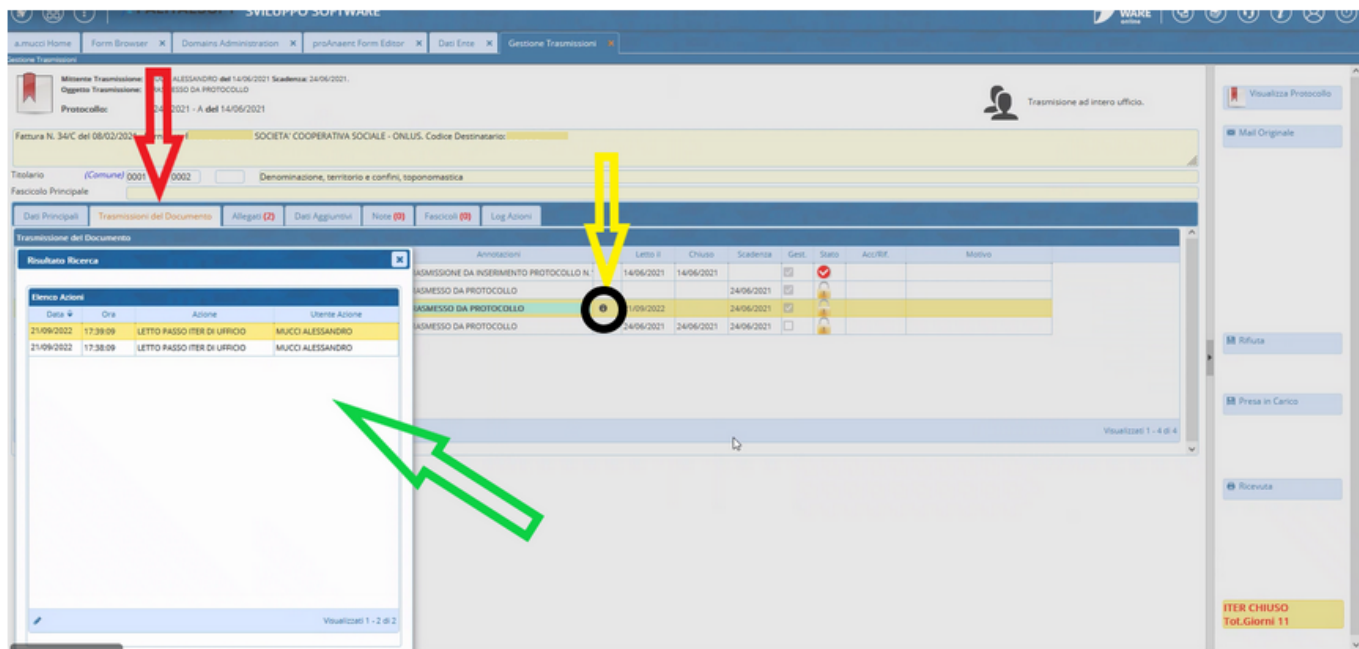 SVILUPPO SOFTWARE
WARE
online
a.mucci Home
Form Browser
Domains Administration
proAnaent Form Editor
Dati Ente
Gestione Trasmissioni
Gestione Trasmissioni
Mittente Trasmissione: ALESSANDRO del 14/06/2021 Scadenza: 24/06/2021.
Oggetto Trasmissione: DA PROTOCOLLO
Protocollo: 2021 - A del 14/06/2021
Trasmisione ad intero ufficio.
Fattura N. 34/C del SOCIETA' COOPERATIVA SOCIALE - ONLUS. Codice Destinatario:
Titolario (Comune) 0001 0002 Denominazione, territorio e confini, toponomastica
Fascicolo Principale
Dati Principali
Trasmissioni del Documento
Allegati (2)
Dati Aggiuntivi
Note (0)
Fascicoli (0)
Log Azioni
Trasmissione del Documento
Annotazioni Letto il Chiuso Scadenza Gest. Stato Acc/Rif. Motivo
ASMISSIONE DA INSERIMENTO PROTOCOLLO N. 14/06/2021 14/06/2021
ASMESSO DA PROTOCOLLO 24/06/2021
ASMESSO DA PROTOCOLLO 21/09/2022 24/06/2021
ASMESSO DA PROTOCOLLO 24/06/2021 24/06/2021 24/06/2021
Visualizzati 1 - 4 di 4
Risultato Ricerca
Elenco Azioni
Data Ora Azione Utente Azione
21/09/2022 17:39:09 LETTO PASSO ITER DI UFFICIO MUCCI ALESSANDRO
21/09/2022 17:38:09 LETTO PASSO ITER DI UFFICIO MUCCI ALESSANDRO
Visualizzati 1 - 2 di 2
Visualizza Protocollo
Mail Originale
Rifiuta
Presa in Carico
Ricevuta
ITER CHIUSO
Tot.Giorni 11